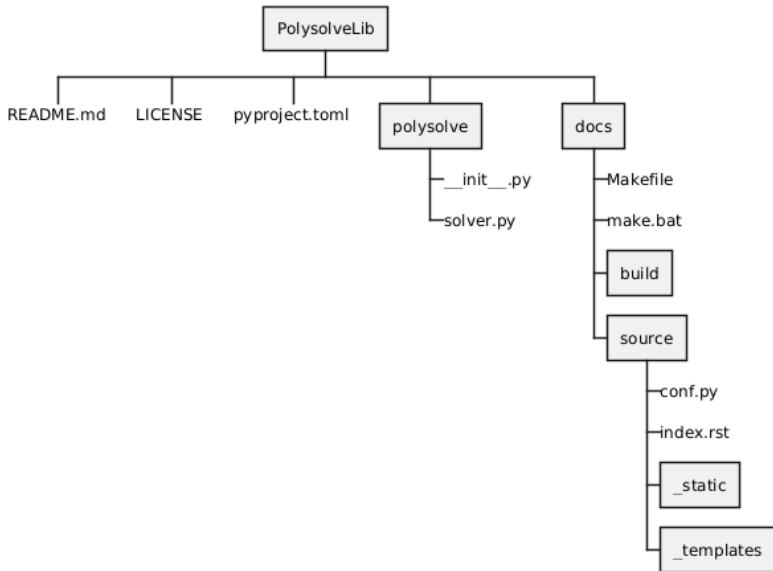 PolysolveLib
README.md
LICENSE
pyproject.toml
polysolve
docs
__init__.py
Makefile
solver.py
make.bat
build
source
conf.py
index.rst
_static
_templates